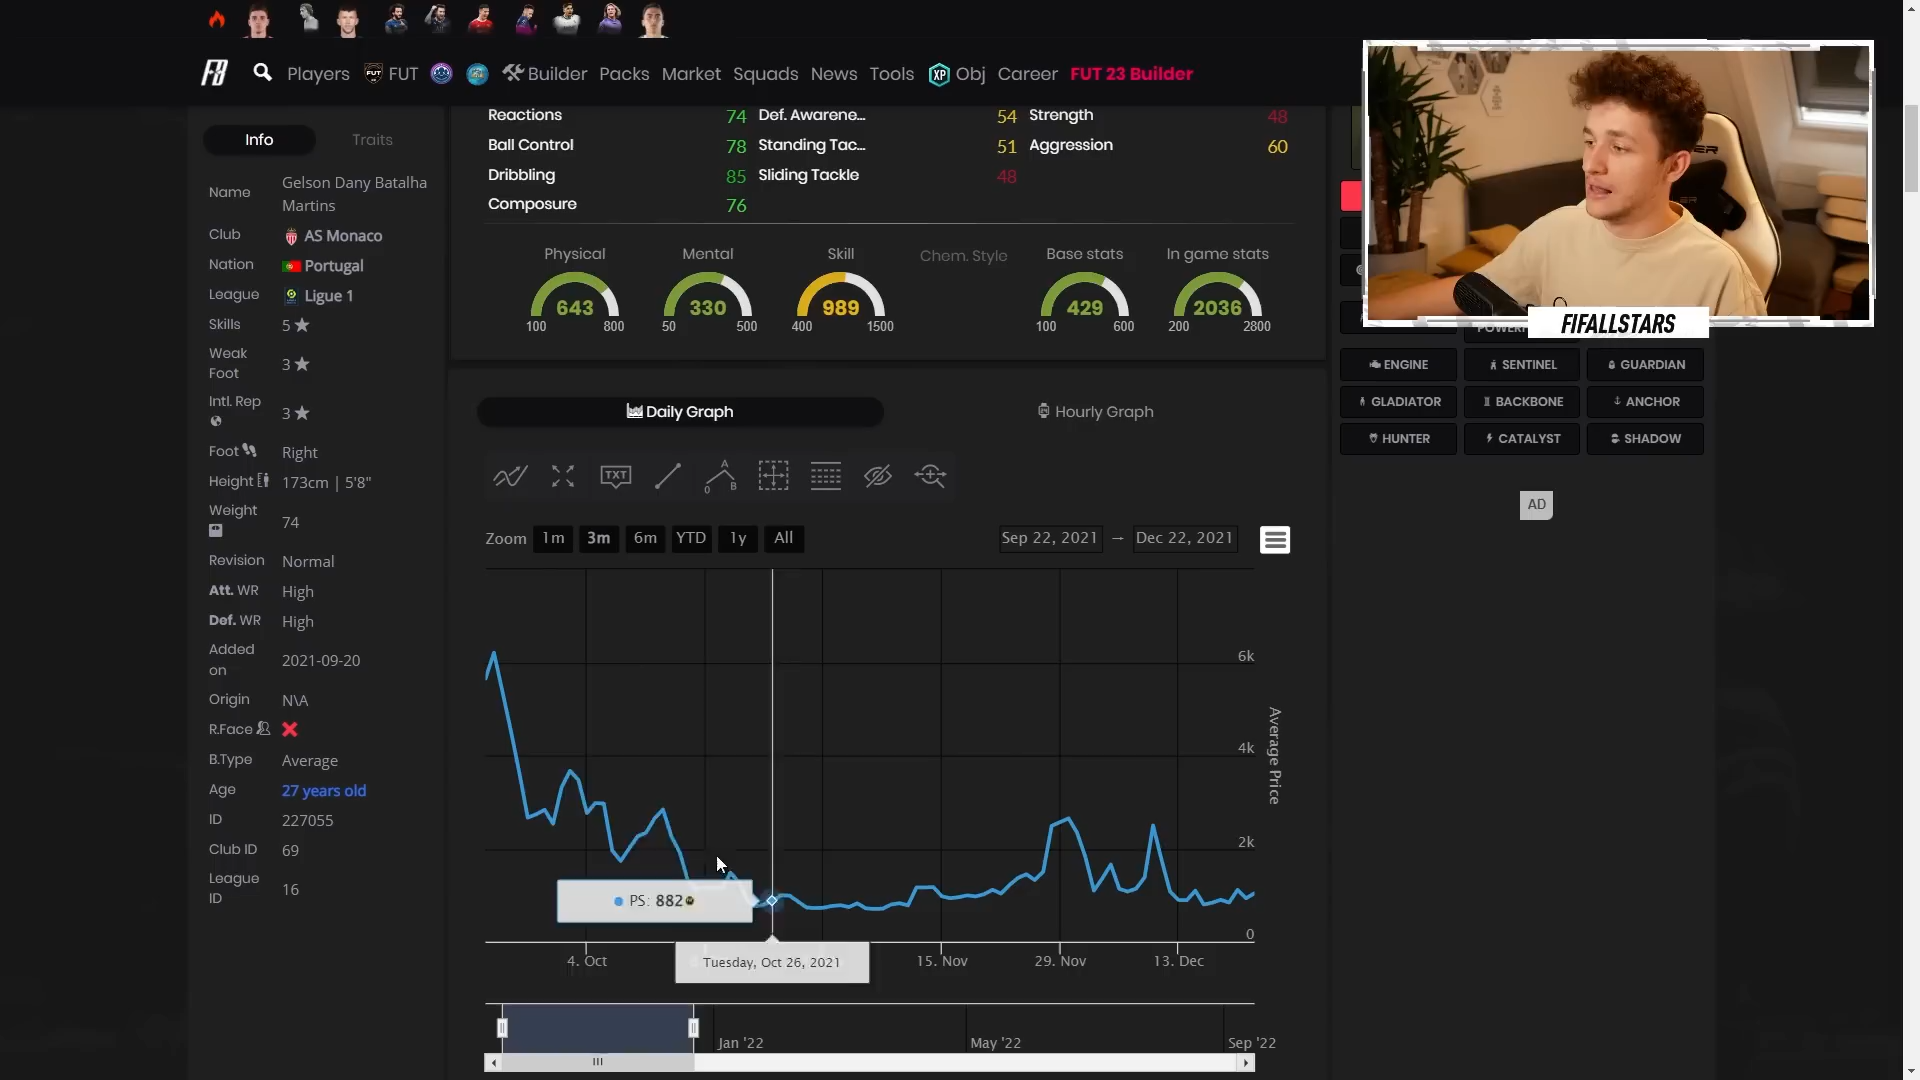 Players FUT Builder Packs Market Squads News Tools XP Obj Career FUT 23 Builder
Info Traits
Name Gelson Dany Batalha Martins
Club AS Monaco
Nation Portugal
League Ligue 1
Skills 5
Weak Foot 3
Intl. Rep 3
Foot Right
Height 173cm | 5'8"
Weight 74
Revision Normal
Att. WR High
Def. WR High
Added on 2021-09-20
Origin N\A
R.Face
B.Type Average
Age 27 years old
ID 227055
Club ID 69
League ID 16
Reactions 74 Def. Awarene... 54 Strength 48
Ball Control 78 Standing Tac... 51 Aggression 60
Dribbling 85 Sliding Tackle 48
Composure 76
Physical Mental Skill Chem. Style Base stats In game stats
643 330 989 429 2036
100 800 50 500 400 1500 100 600 200 2800
Daily Graph Hourly Graph
TXT A 0 B
Zoom 1m 3m 6m YTD 1y All Sep 22, 2021 → Dec 22, 2021
6k
4k
2k
0
Average Price
PS: 882
4. Oct 15. Nov 29. Nov 13. Dec
Tuesday, Oct 26, 2021
Jan '22 May '22 Sep '22
FIFALLSTARS
ENGINE SENTINEL GUARDIAN
GLADIATOR BACKBONE ANCHOR
HUNTER CATALYST SHADOW
AD